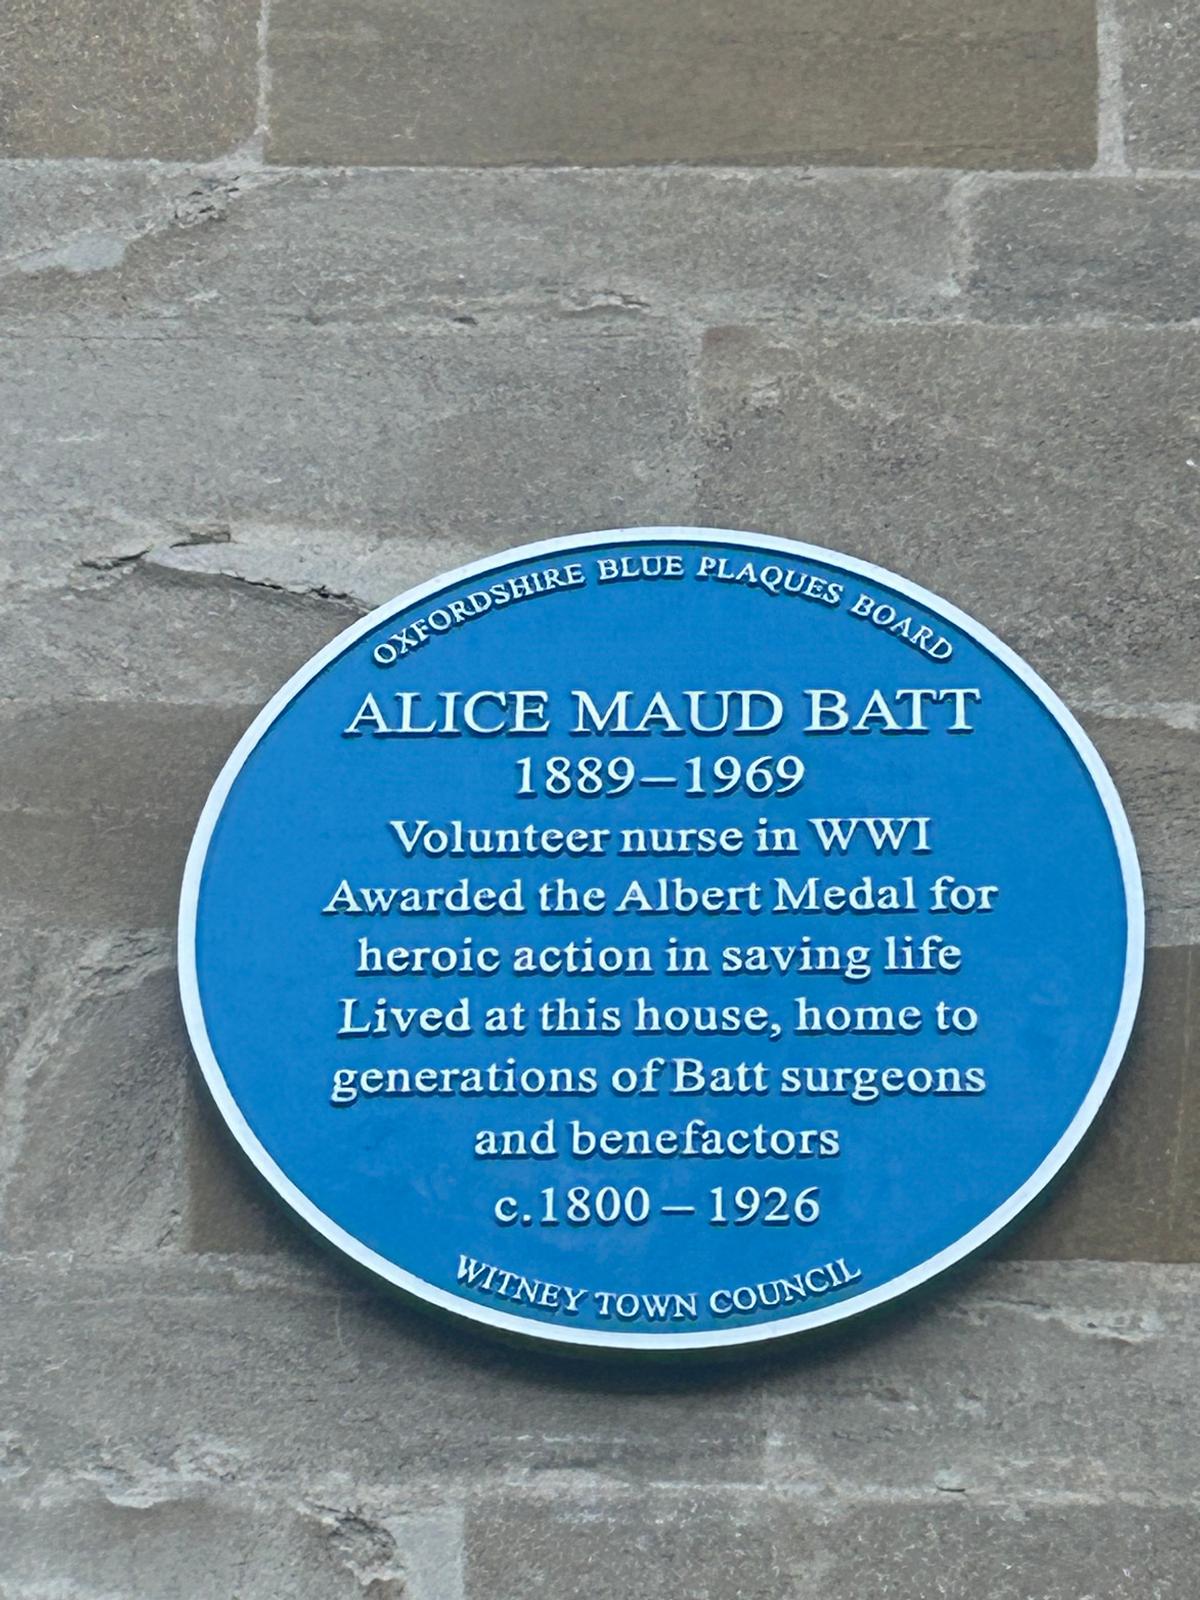 OXFORDSHIRE BLUE PLAQUES BOARD
ALICE MAUD BATT
1889–1969
Volunteer nurse in WWI
Awarded the Albert Medal for
heroic action in saving life
Lived at this house, home to
generations of Batt surgeons
and benefactors
c.1800 – 1926
WITNEY TOWN COUNCIL